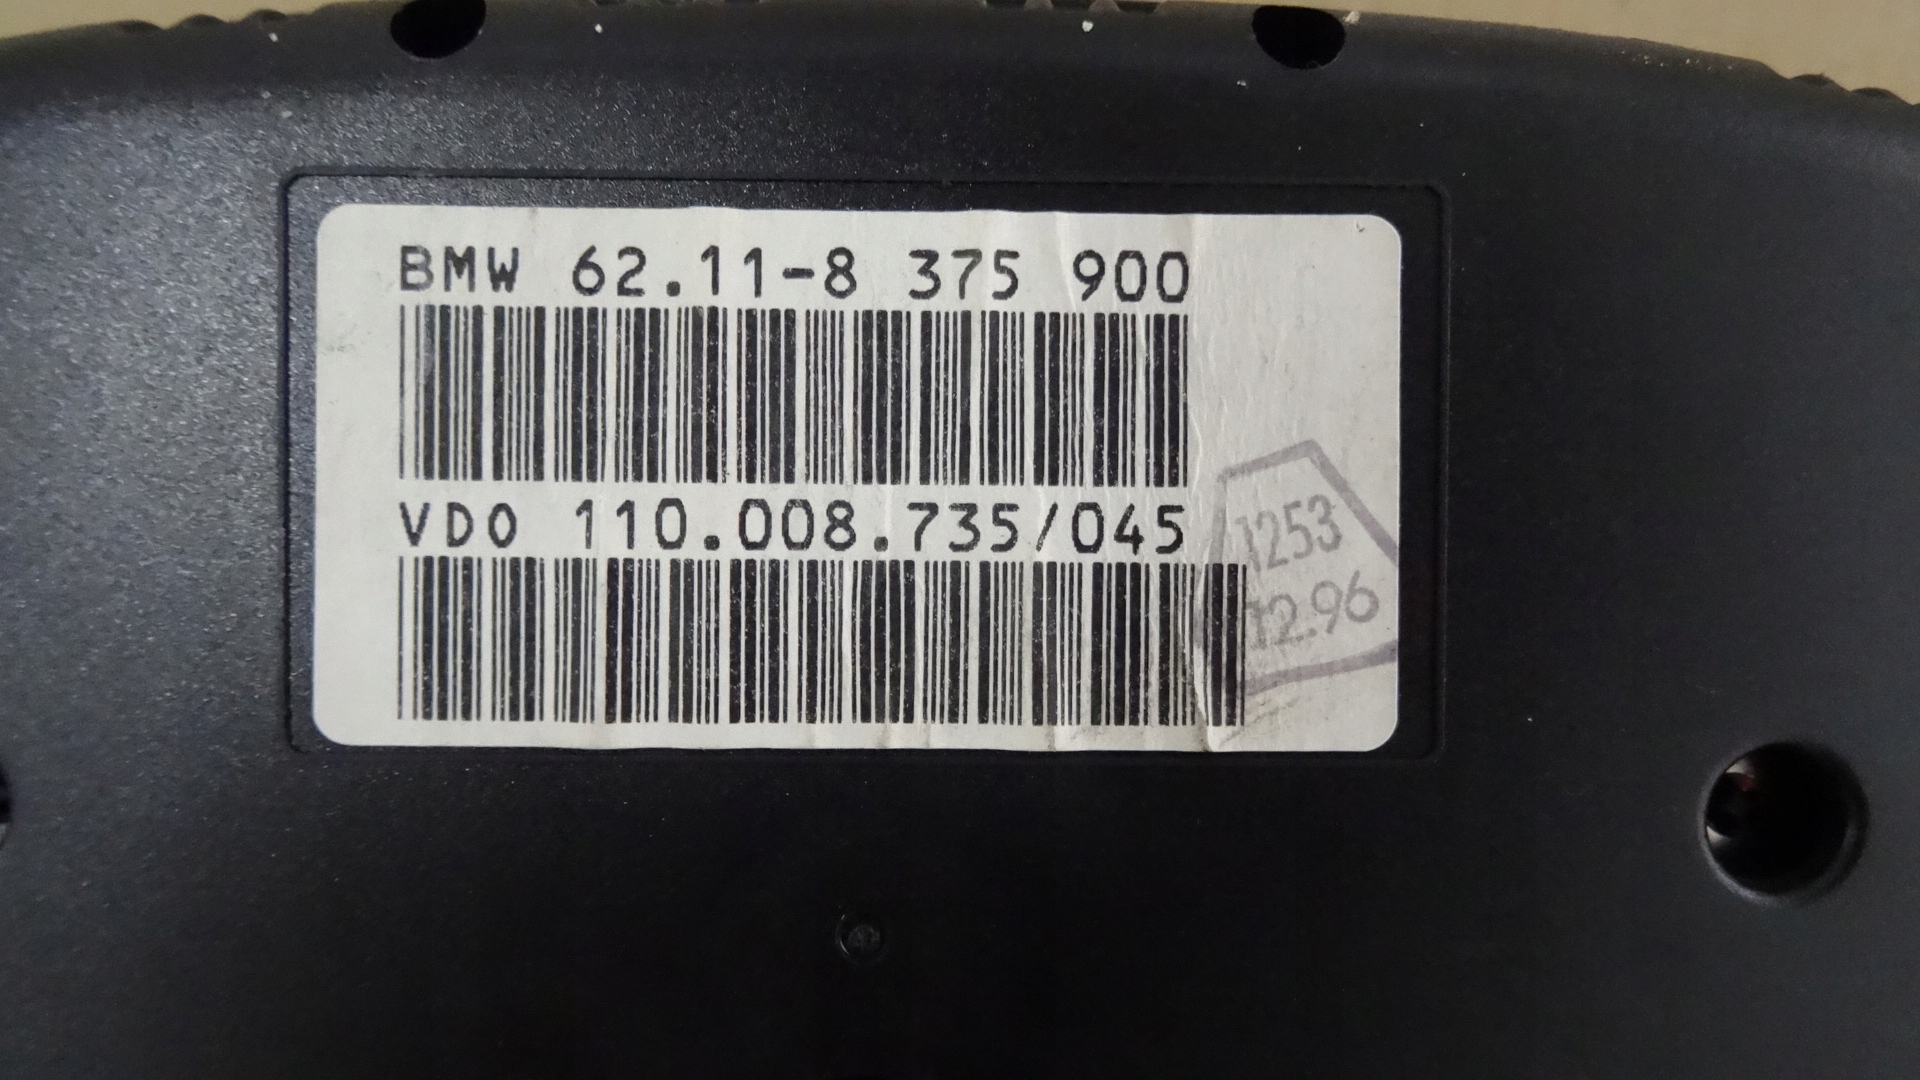 BMW 62.11-8 375 900
VDO 110.008.735/045
1253
12.96